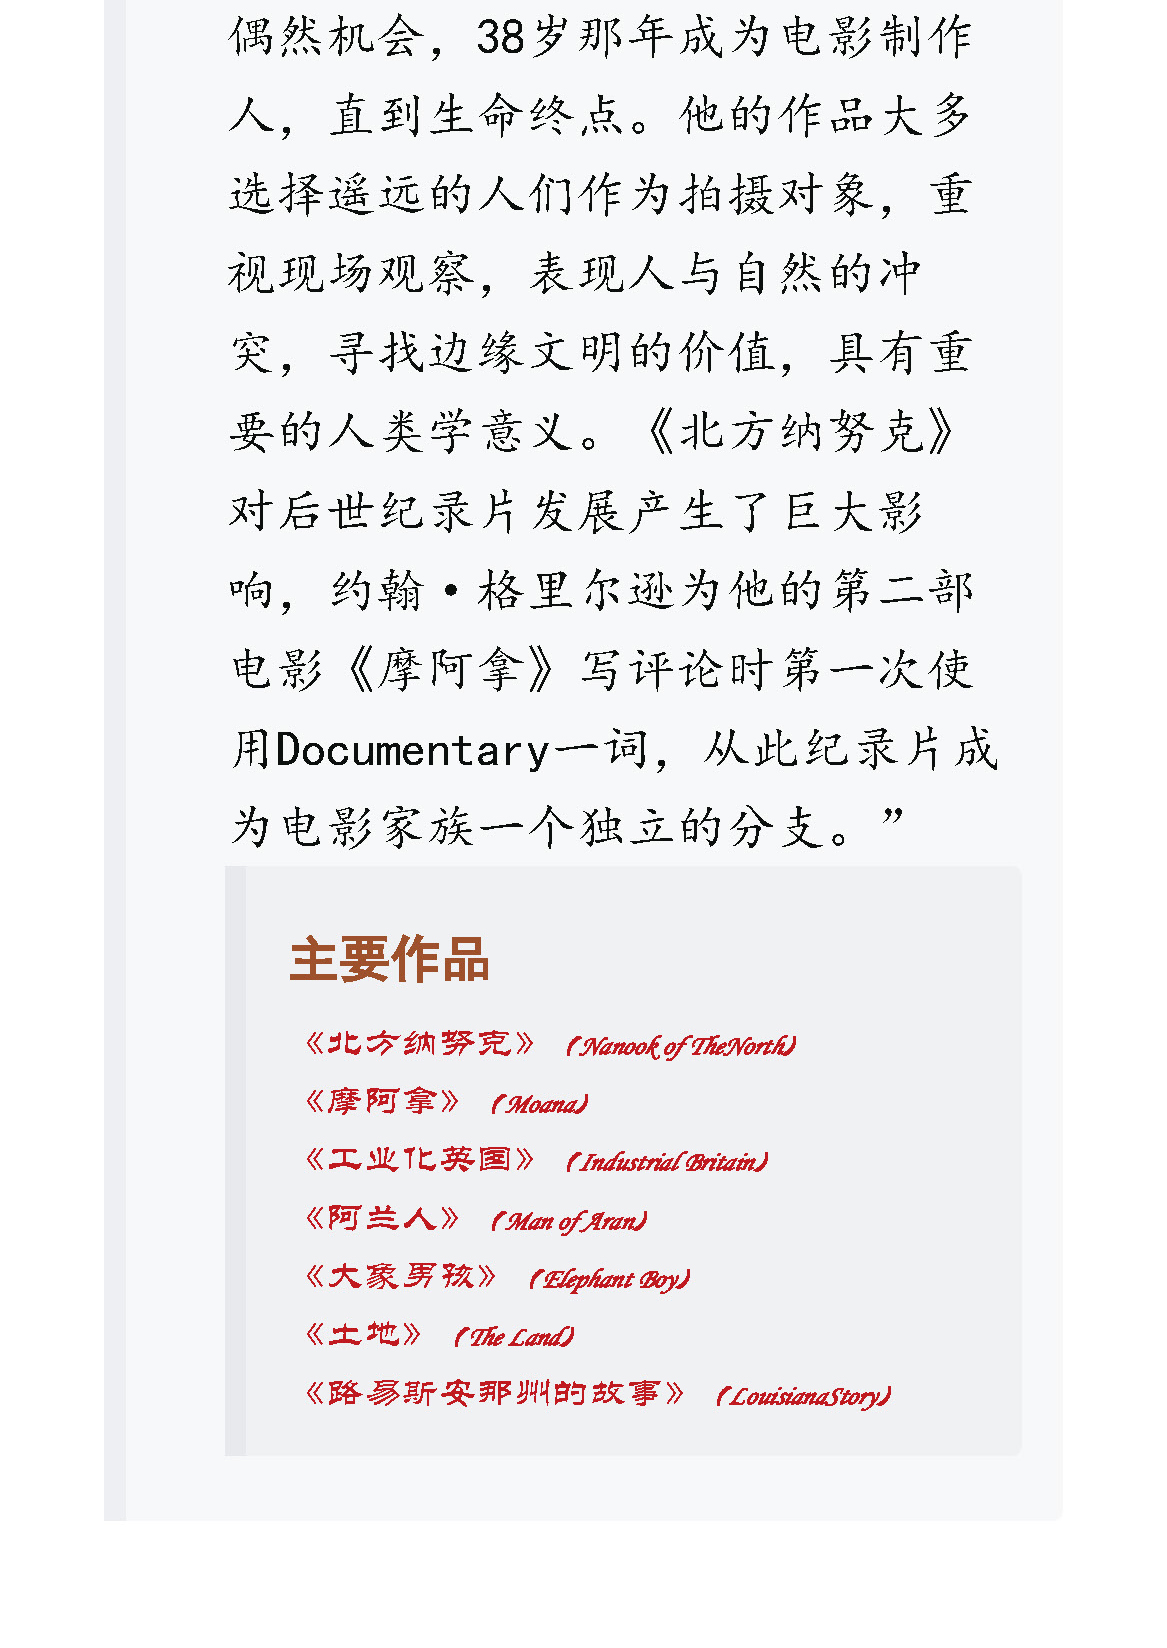 偶然机会，38岁那年成为电影制作
人，直到生命终点。他的作品大多
选择遥远的人们作为拍摄对象，重
视现场观察，表现人与自然的冲
突，寻找边缘文明的价值，具有重
要的人类学意义。《北方纳努克》
对后世纪录片发展产生了巨大影
响，约翰·格里尔逊为他的第二部
电影《摩阿拿》写评论时第一次使
用Documentary一词，从此纪录片成
为电影家族一个独立的分支。”
主要作品
《北方纳努克》（Nanook of TheNorth）
《摩阿拿》（Moana）
《工业化英国》（Industrial Britain）
《阿兰人》（Man of Aran）
《大象男孩》（Elephant Boy）
《土地》（The Land）
《路易斯安那州的故事》（LouisianaStory）